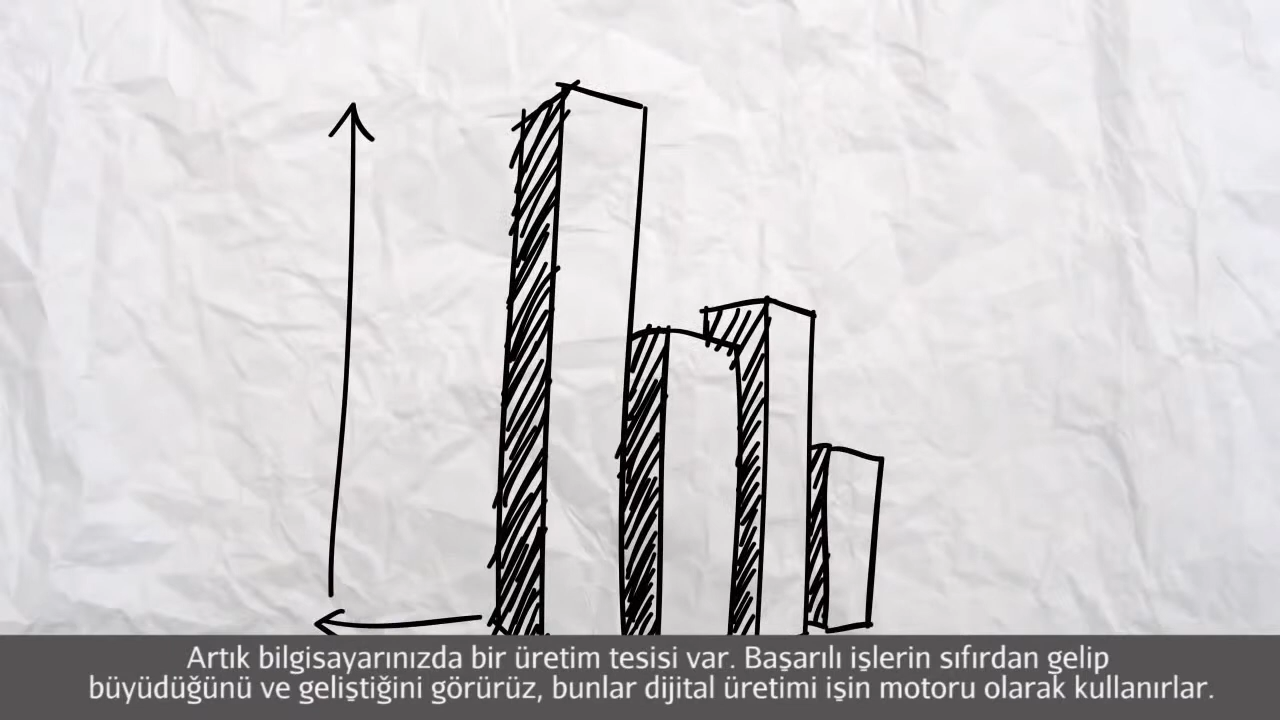 Artık bilgisayarınızda bir üretim tesisi var. Başarılı işlerin sıfırdan gelip
büyüdüğünü ve geliştiğini görürüz, bunlar dijital üretimi işin motoru olarak kullanırlar.